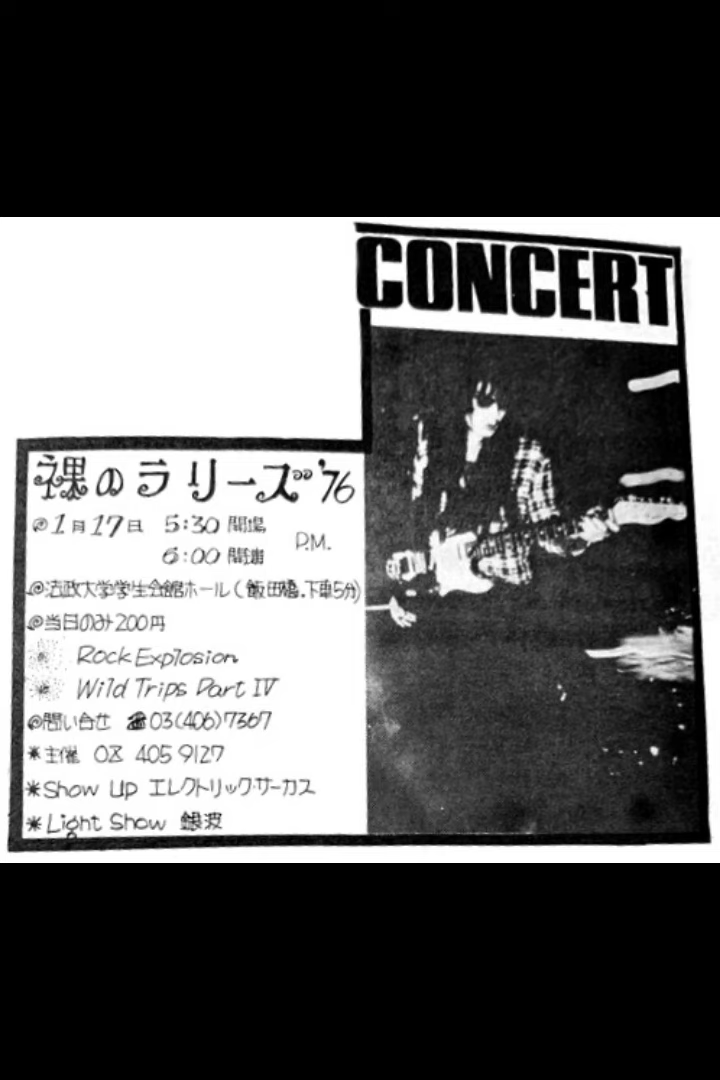 CONCERT
裸のラリーズ '76
@1月17日 5:30 開場
6:00 開演
P.M.
@法政大学学生会館ホール(飯田橋.下車5分)
@当日のみ200円
Rock Explosion
Wild Trips Part IV
@問い合せ ☎03(406)7367
*主催 OZ 405 9127
*Show Up エレクトリック・サーカス
*Light Show 銀波